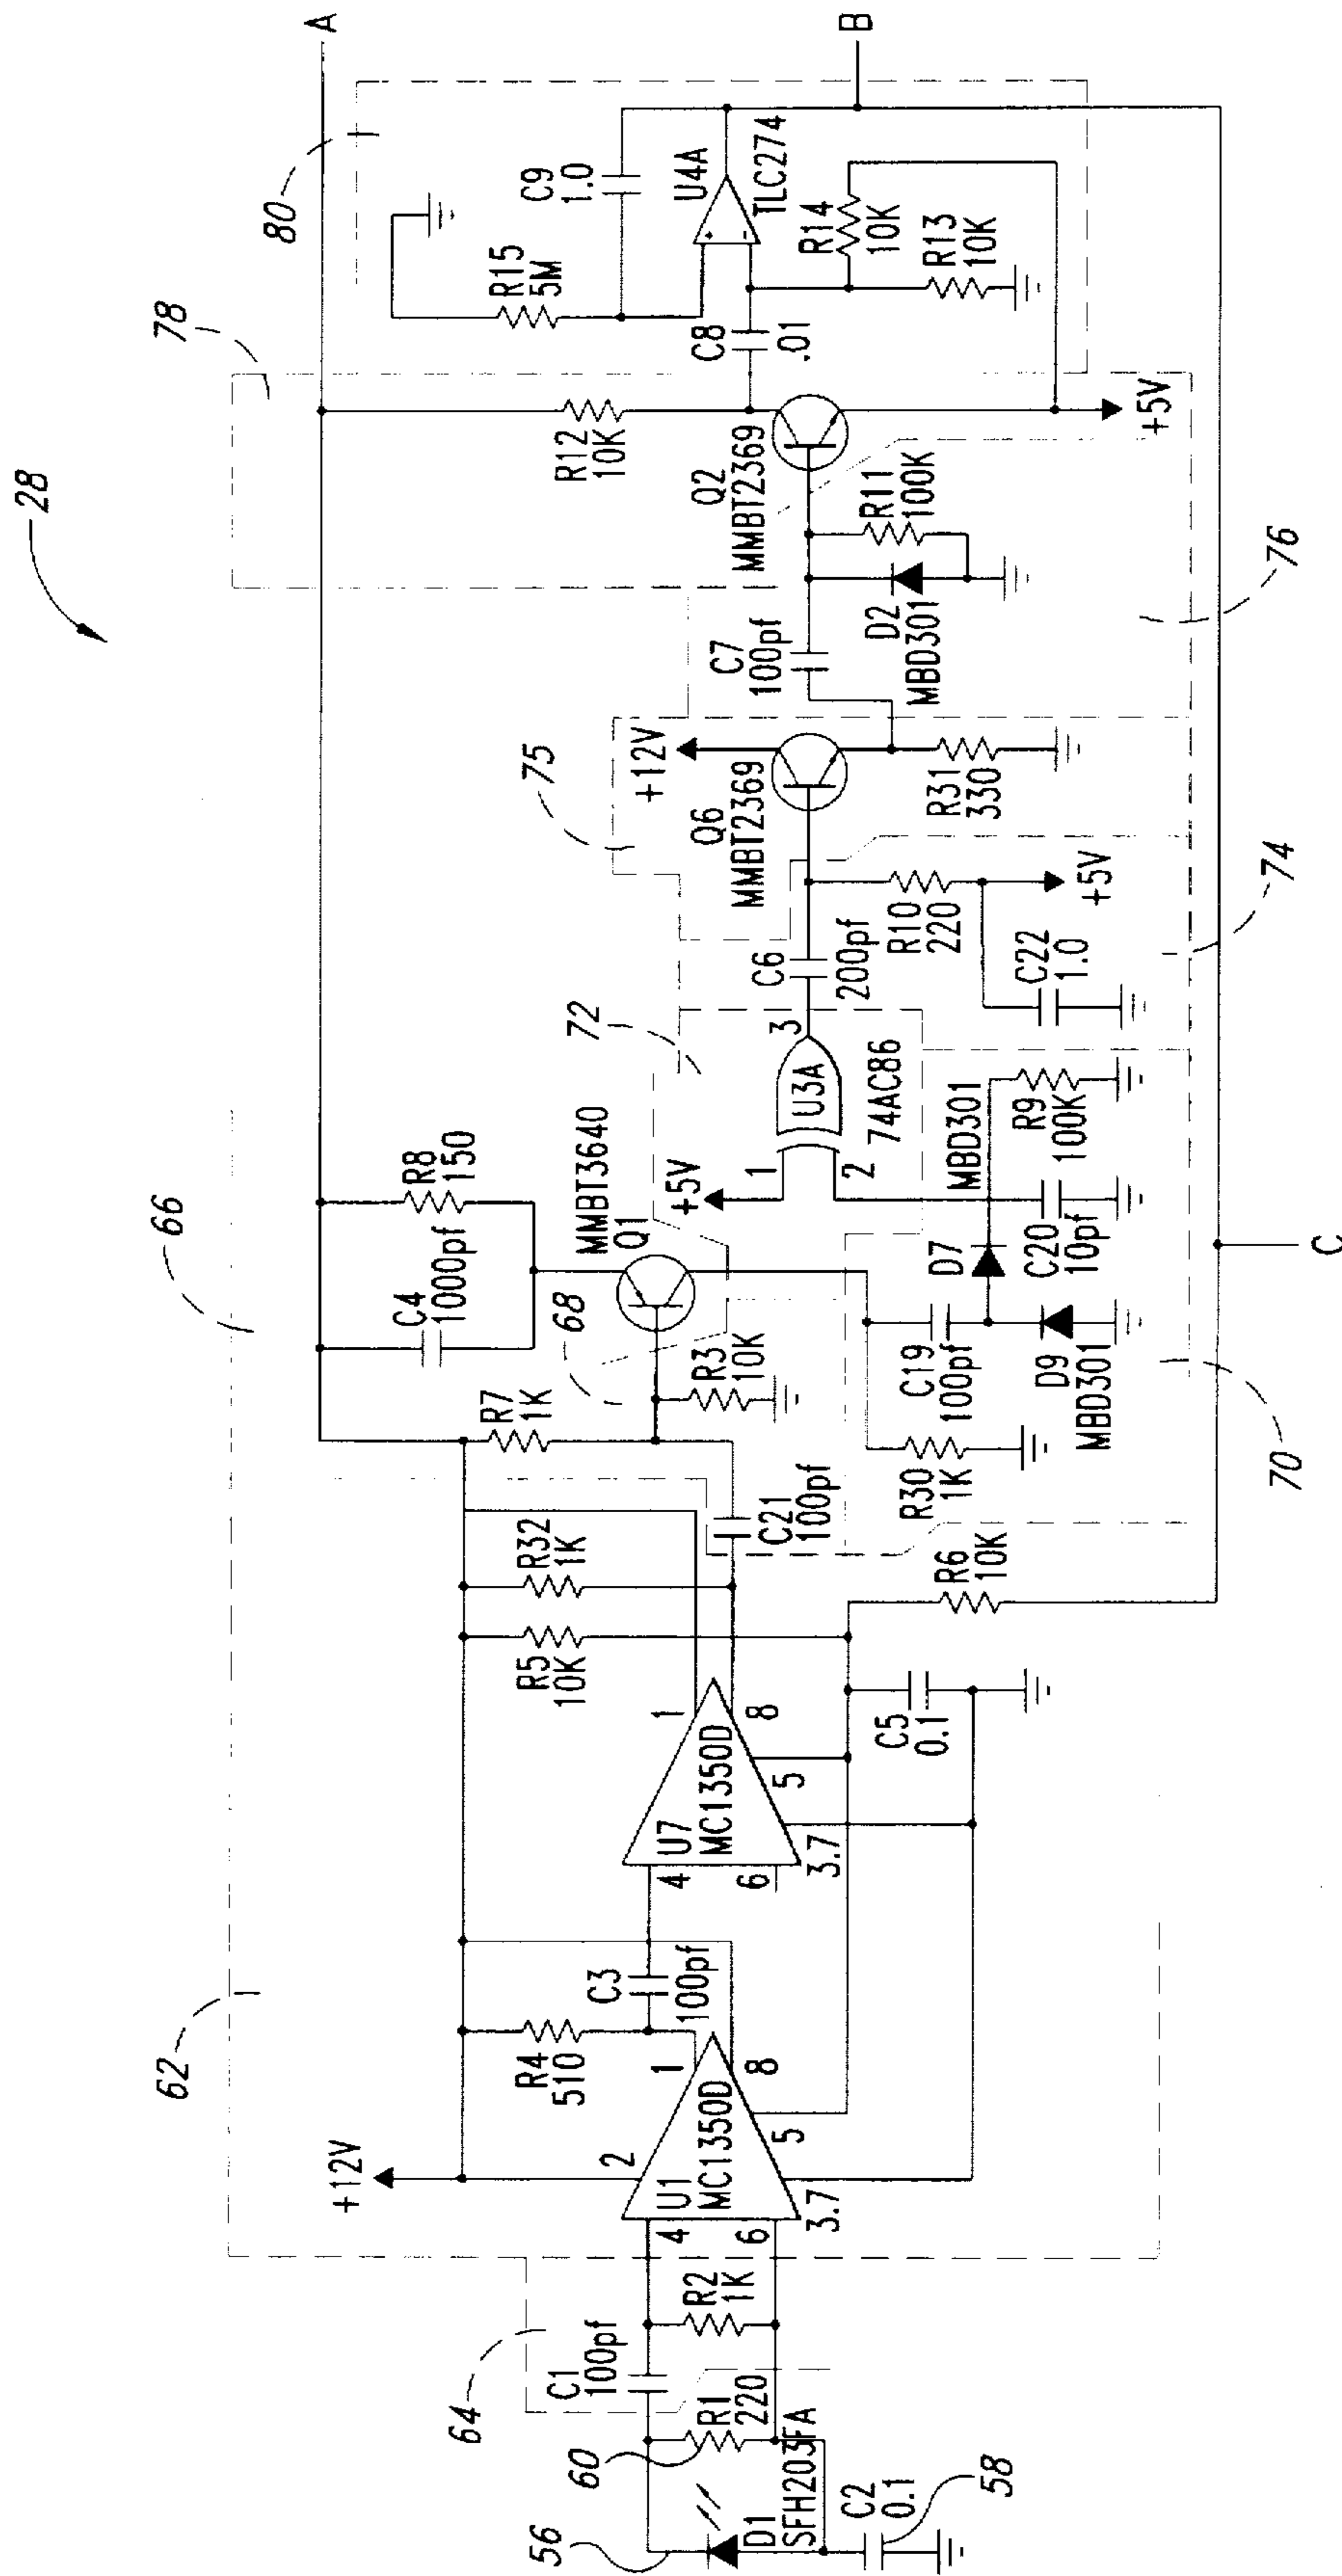 28
A
B
C
56
58
60
62
64
66
68
70
72
74
75
76
78
80
D1
SFH203FA
C2
0.1
R1
220
C1
100pf
R2
1K
+12V
U1
MC1350D
4
6
2
1
8
5
3.7
R4
510
C3
100pf
U7
MC1350D
4
6
1
8
5
3.7
C5
0.1
R5
10K
R32
1K
R6
10K
C21
100pf
R7
1K
R3
10K
C4
1000pf
R8
150
MMBT3640
Q1
R30
1K
C19
100pf
D9
MBD301
D7
MBD301
C20
10pf
R9
100K
+5V
1
2
3
U3A
74AC86
C6
200pf
R10
220
C22
1.0
+5V
+12V
Q6
MMBT2369
R31
330
C7
100pf
D2
MBD301
R11
100K
Q2
MMBT2369
R12
10K
+5V
C8
.01
R15
5M
C9
1.0
U4A
+
-
TLC274
R14
10K
R13
10K